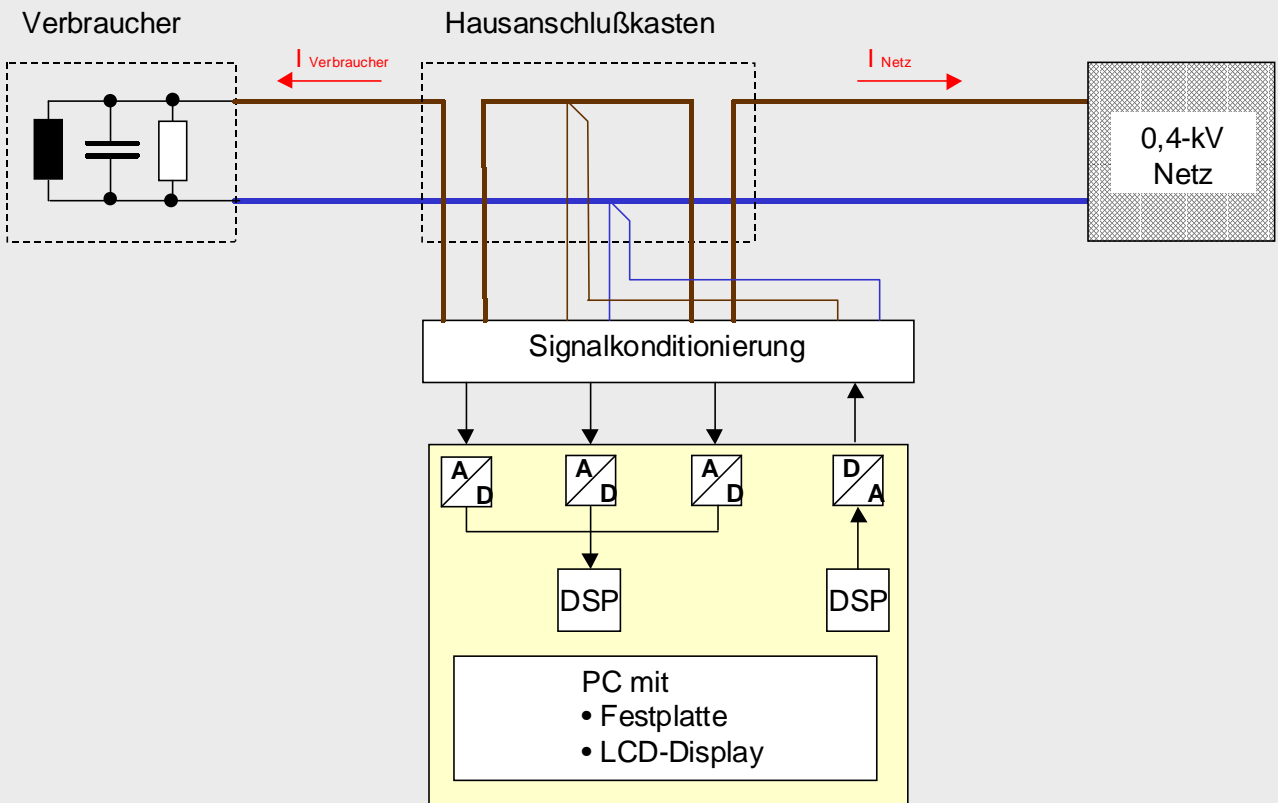 Verbraucher
Hausanschlußkasten
I Verbraucher
I Netz
0,4-kV
Netz
Signalkonditionierung
A
D
A
D
A
D
D
A
DSP
DSP
PC mit
• Festplatte
• LCD-Display